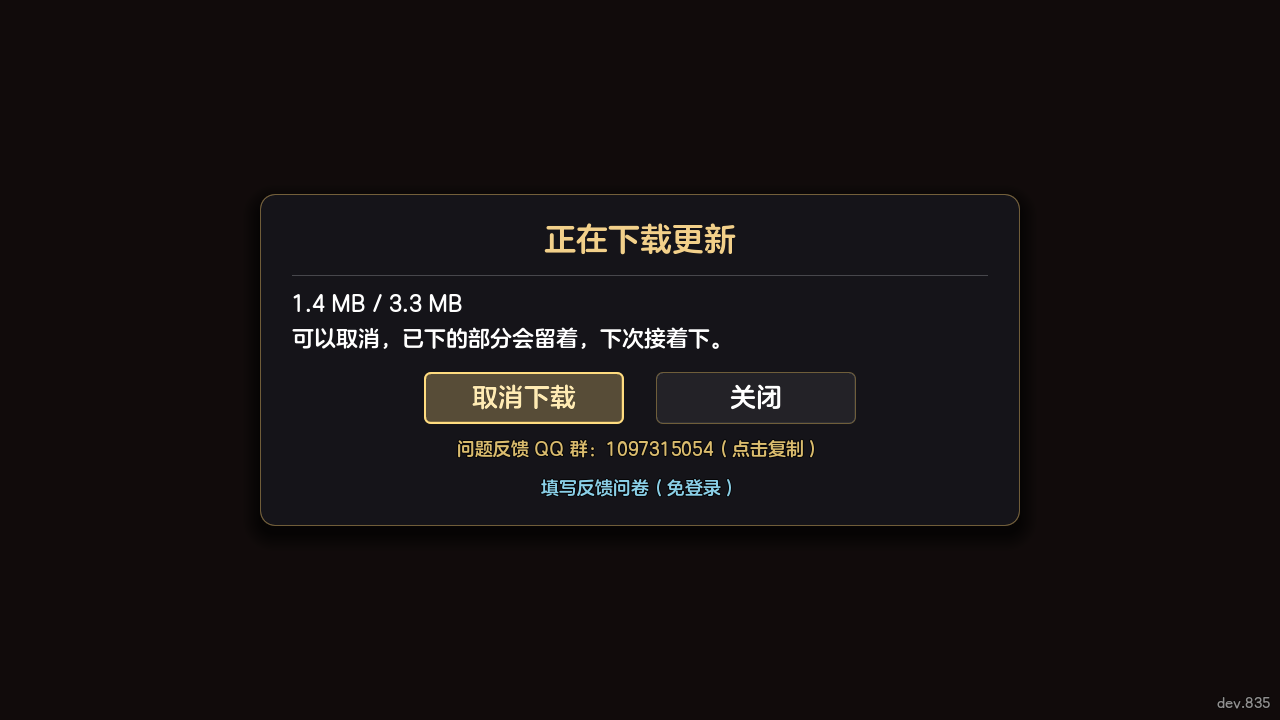 正在下载更新
1.4 MB / 3.3 MB
可以取消，已下的部分会留着，下次接着下。
取消下载
关闭
问题反馈 QQ 群：1097315054（点击复制）
填写反馈问卷（免登录）
dev.835